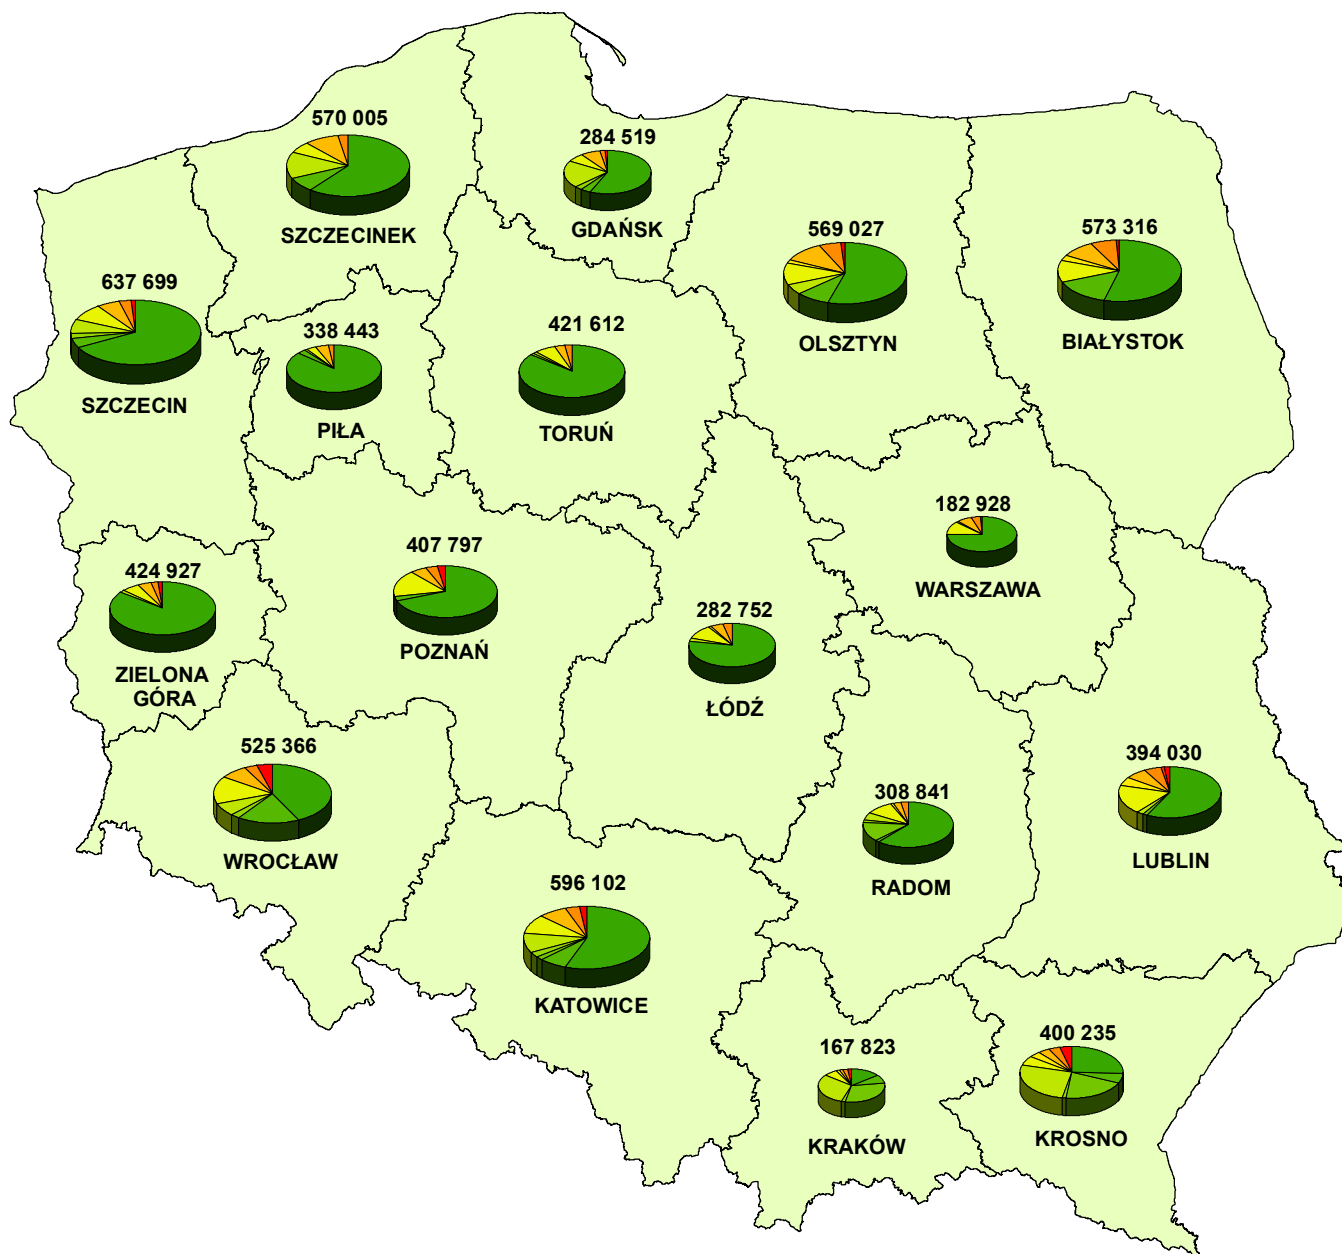 570 005
SZCZECINEK
284 519
GDAŃSK
569 027
OLSZTYN
573 316
BIAŁYSTOK
637 699
SZCZECIN
338 443
PIŁA
421 612
TORUŃ
182 928
WARSZAWA
424 927
ZIELONA
GÓRA
407 797
POZNAŃ
282 752
ŁÓDŹ
525 366
WROCŁAW
308 841
RADOM
394 030
LUBLIN
596 102
KATOWICE
167 823
KRAKÓW
400 235
KROSNO